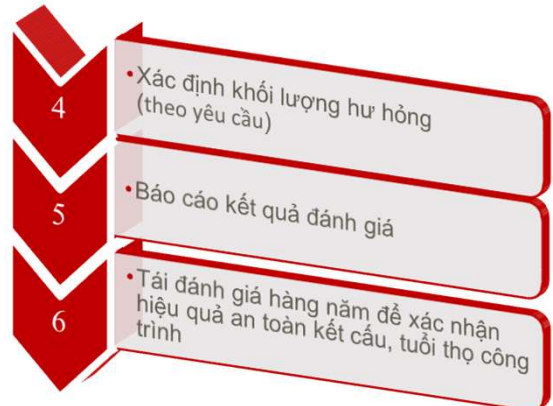 4
•Xác định khối lượng hư hỏng
(theo yêu cầu)
5
•Báo cáo kết quả đánh giá
6
•Tái đánh giá hàng năm để xác nhận
hiệu quả an toàn kết cấu, tuổi thọ công
trình